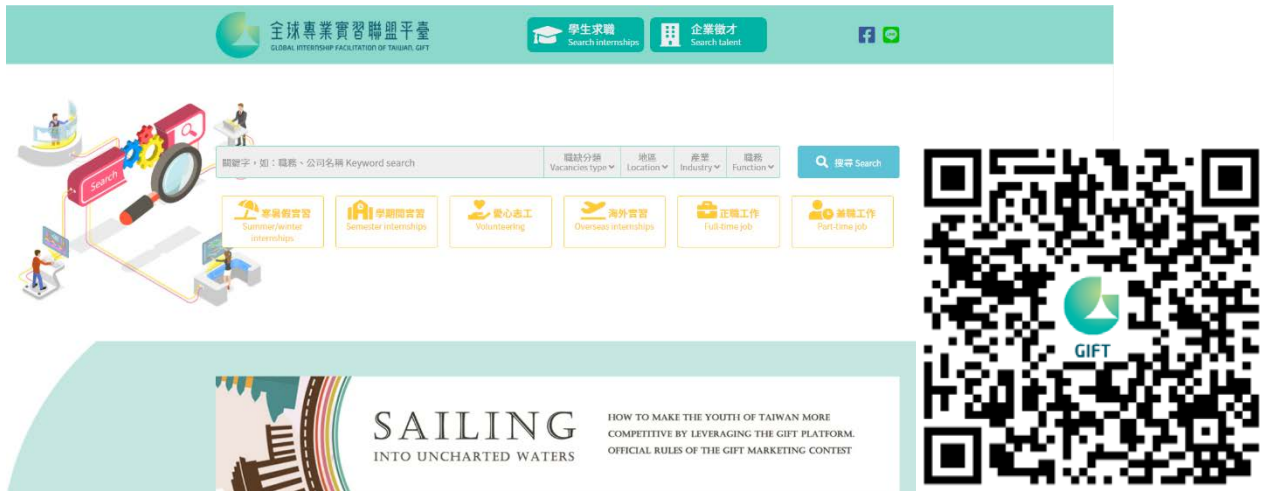 全球專業實習聯盟平臺
GLOBAL INTERNSHIP FACILITATION OF TAIWAN, GIFT
學生求職
Search internships
企業徵才
Search talent
Search
關鍵字，如：職務、公司名稱 Keyword search
職缺分類
Vacancies type
地區
Location
產業
Industry
職務
Function
搜尋 Search
寒暑假實習
Summer/winter
internships
學期間實習
Semester internships
愛心志工
Volunteering
海外實習
Overseas internships
正職工作
Full-time job
兼職工作
Part-time job
GIFT
SAILING
INTO UNCHARTED WATERS
HOW TO MAKE THE YOUTH OF TAIWAN MORE
COMPETITIVE BY LEVERAGING THE GIFT PLATFORM.
OFFICIAL RULES OF THE GIFT MARKETING CONTEST